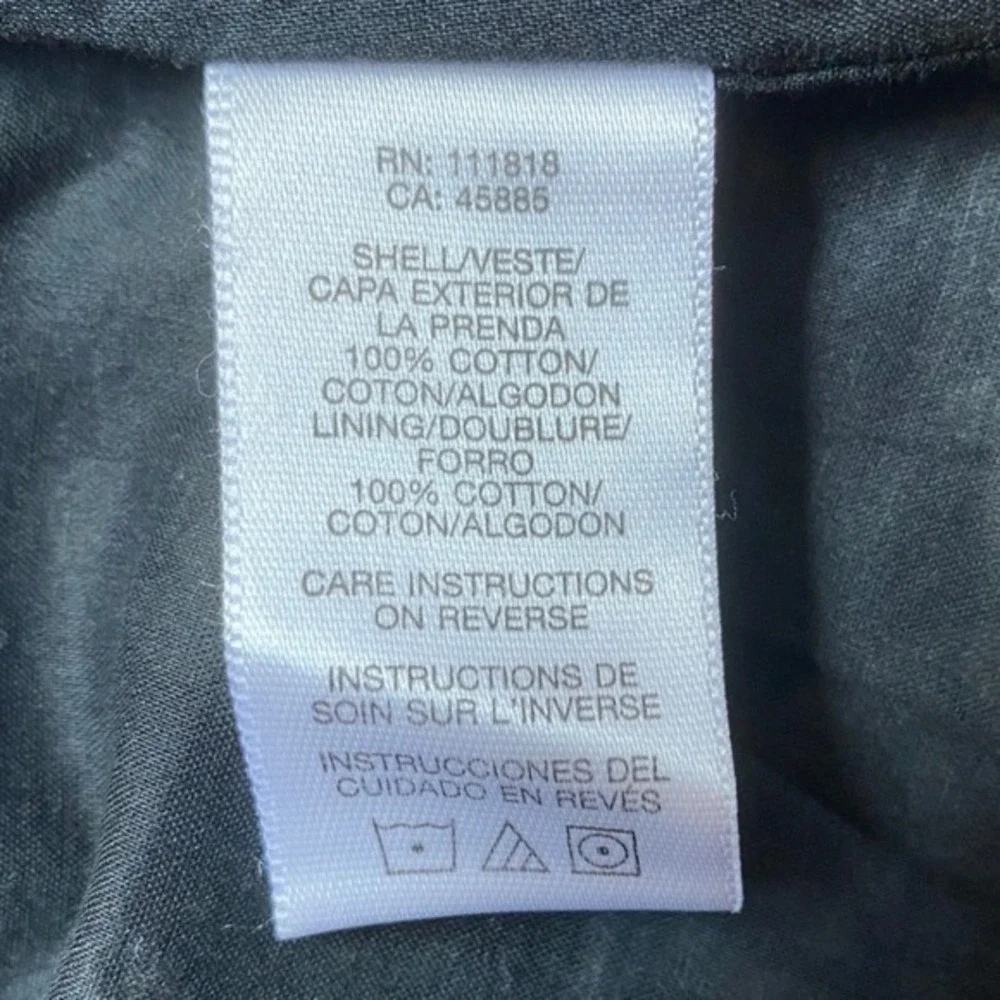 RN: 111818
CA: 45885
SHELL/VESTE/
CAPA EXTERIOR DE
LA PRENDA
100% COTTON/
COTON/ALGODON
LINING/DOUBLURE/
FORRO
100% COTTON/
COTON/ALGODON
CARE INSTRUCTIONS
ON REVERSE
INSTRUCTIONS DE
SOIN SUR L'INVERSE
INSTRUCCIONES DEL
CUIDADO EN REVÉS